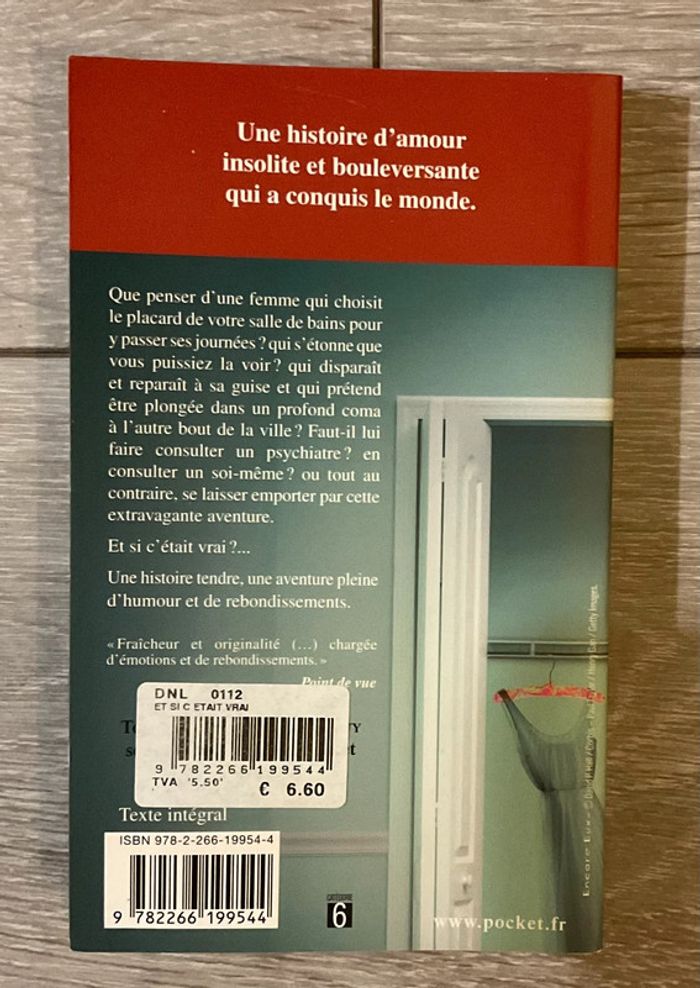 Une histoire d'amour
insolite et bouleversante
qui a conquis le monde.
Que penser d'une femme qui choisit
le placard de votre salle de bains pour
y passer ses journées ? qui s'étonne que
vous puissiez la voir ? qui disparaît
et reparaît à sa guise et qui prétend
être plongée dans un profond coma
à l'autre bout de la ville ? Faut-il lui
faire consulter un psychiatre ? en
consulter un soi-même ? ou tout au
contraire, se laisser emporter par cette
extravagante aventure.
Et si c'était vrai ?...
Une histoire tendre, une aventure pleine
d'humour et de rebondissements.
« Fraîcheur et originalité (...) chargée
d'émotions et de rebondissements. »
Point de vue
DNL 0112
ET SI C ETAIT VRAI
9 782266 199544
TVA '5.50'
€ 6.60
Texte intégral
ISBN 978-2-266-19954-4
9 782266 199544
CATÉGORIE
6
www.pocket.fr
/ Getty Images.